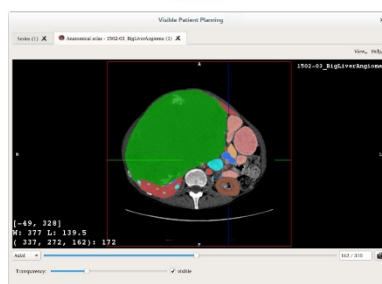 Visible Patient Planning
Series (1) ✗ Anatomical atlas - 1502-03_BigLiverAngioma (2) ✗
View, Help,
1502-03_BigLiverAngioma
A
R
L
[-49, 328]
W: 377 L: 139.5
( 337, 272, 162): 172
P
Axial 162 / 310
Transparency: Visible